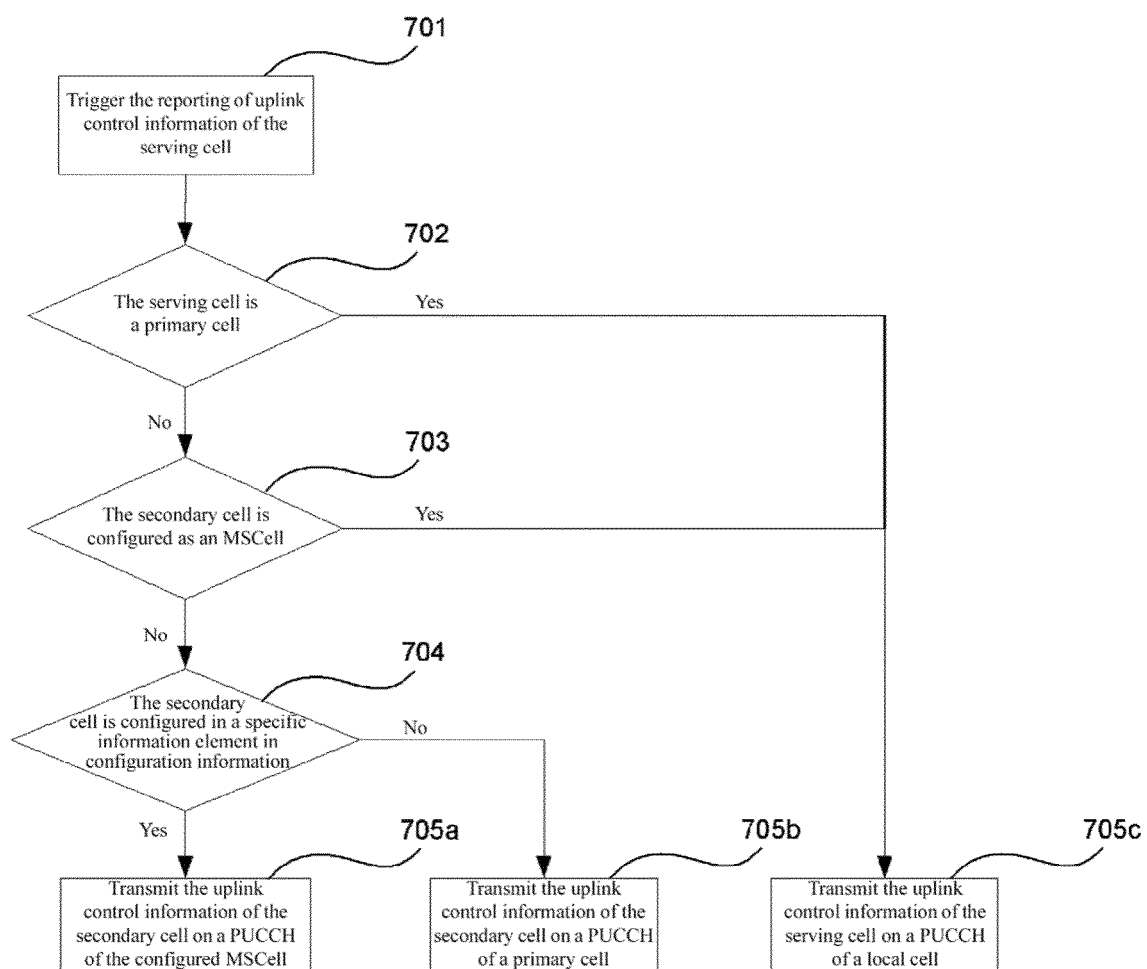 701
Trigger the reporting of uplink
control information of the
serving cell
702
The serving cell is
a primary cell
Yes
No
703
The secondary cell is
configured as an MSCell
Yes
No
704
The secondary
cell is configured in a specific
information element in
configuration information
No
Yes
705a
705b
705c
Transmit the uplink
control information of the
secondary cell on a PUCCH
of the configured MSCell
Transmit the uplink
control information of the
secondary cell on a PUCCH
of a primary cell
Transmit the uplink
control information of the
serving cell on a PUCCH
of a local cell